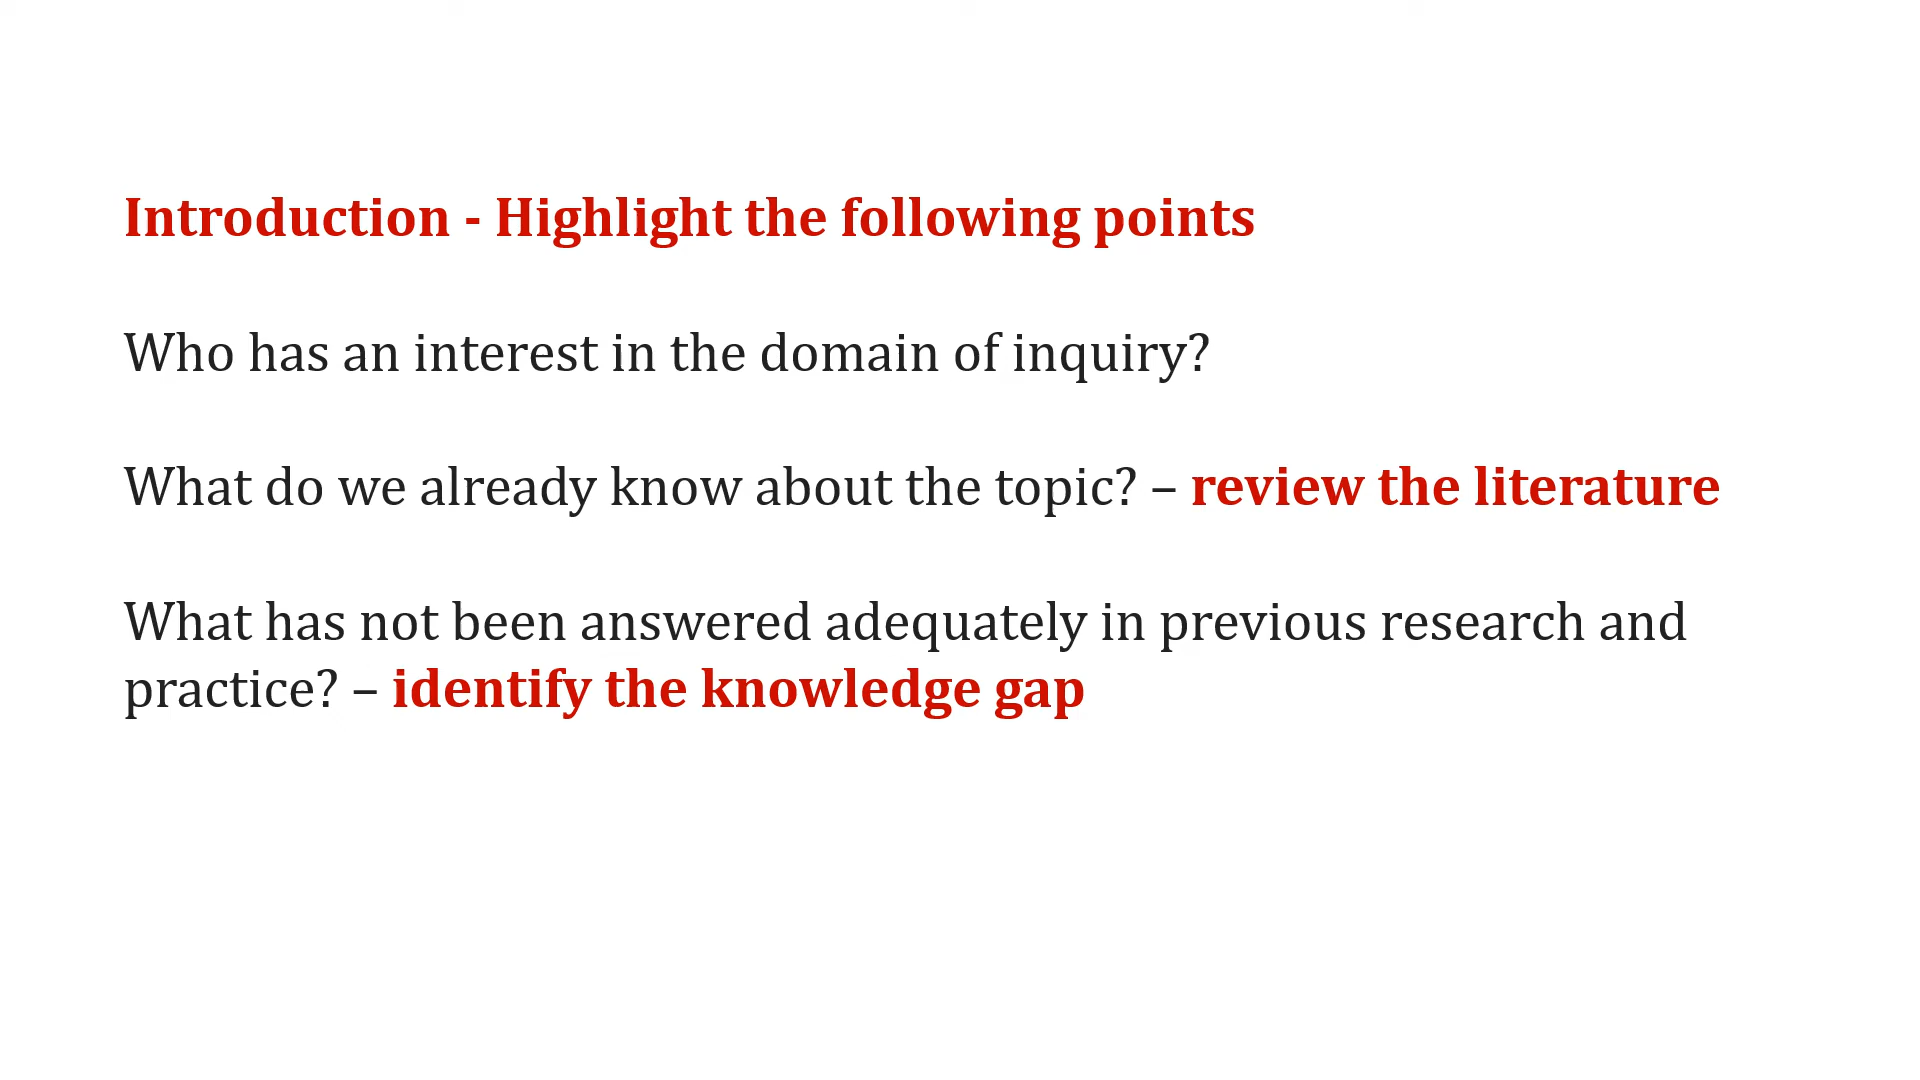 Introduction - Highlight the following points
Who has an interest in the domain of inquiry?
What do we already know about the topic? – review the literature
What has not been answered adequately in previous research and
practice? – identify the knowledge gap